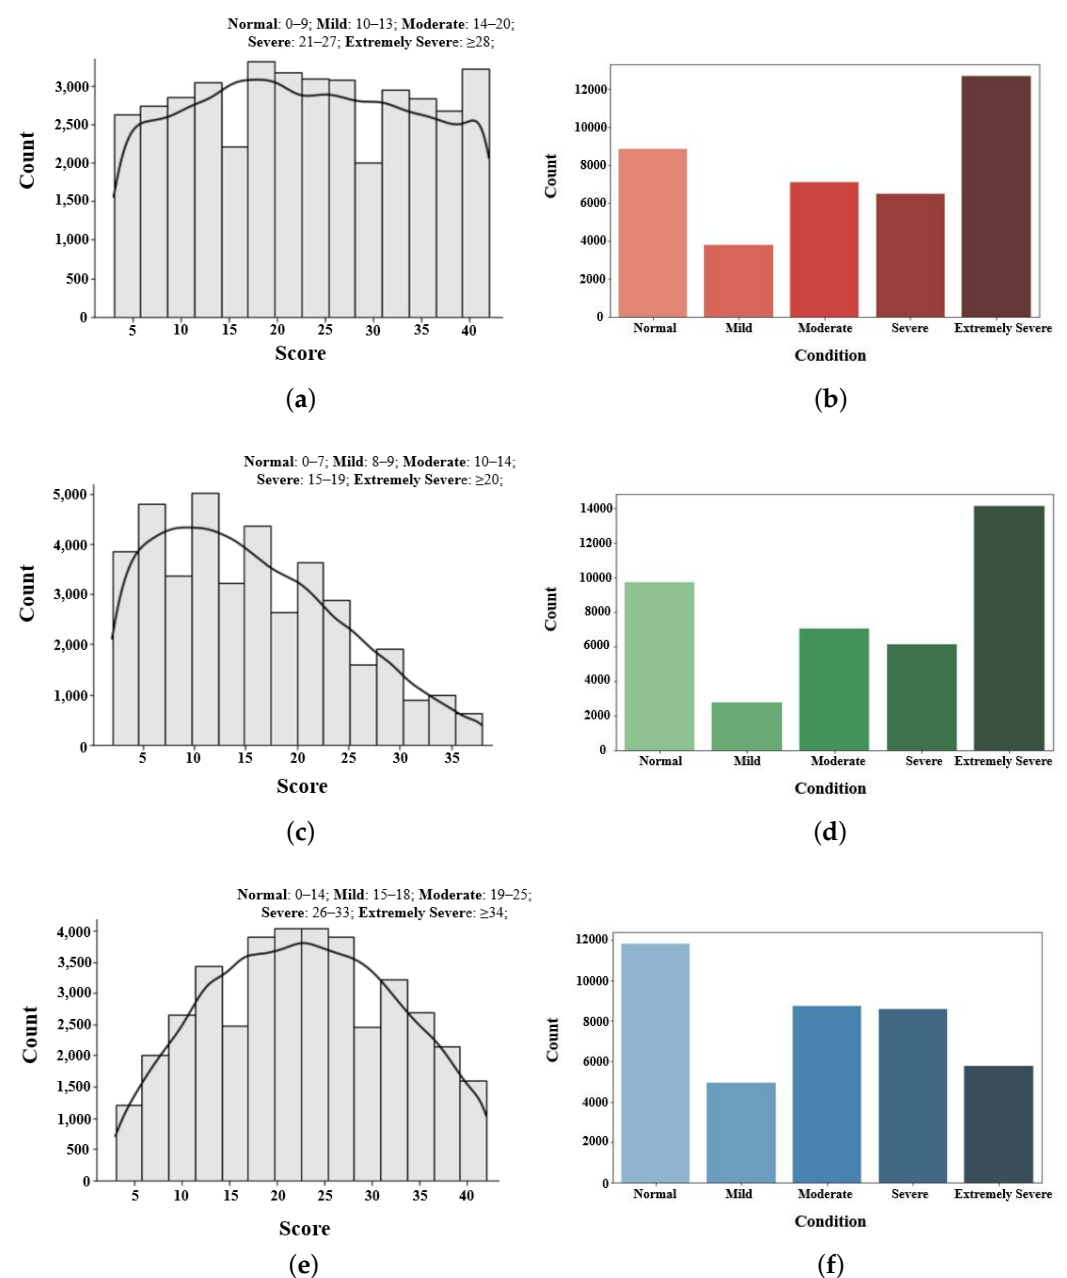 Normal: 0–9; Mild: 10–13; Moderate: 14–20;
Severe: 21–27; Extremely Severe: ≥28;
3,000
2,500
2,000
1,500
1,000
500
0
Count
5 10 15 20 25 30 35 40
Score
(a)
12000
10000
8000
6000
4000
2000
0
Count
Normal Mild Moderate Severe Extremely Severe
Condition
(b)
Normal: 0–7; Mild: 8–9; Moderate: 10–14;
Severe: 15–19; Extremely Severe: ≥20;
5,000
4,000
3,000
2,000
1,000
0
Count
5 10 15 20 25 30 35
Score
(c)
14000
12000
10000
8000
6000
4000
2000
0
Count
Normal Mild Moderate Severe Extremely Severe
Condition
(d)
Normal: 0–14; Mild: 15–18; Moderate: 19–25;
Severe: 26–33; Extremely Severe: ≥34;
4,000
3,500
3,000
2,500
2,000
1,500
1,000
500
0
Count
5 10 15 20 25 30 35 40
Score
(e)
12000
10000
8000
6000
4000
2000
0
Count
Normal Mild Moderate Severe Extremely Severe
Condition
(f)